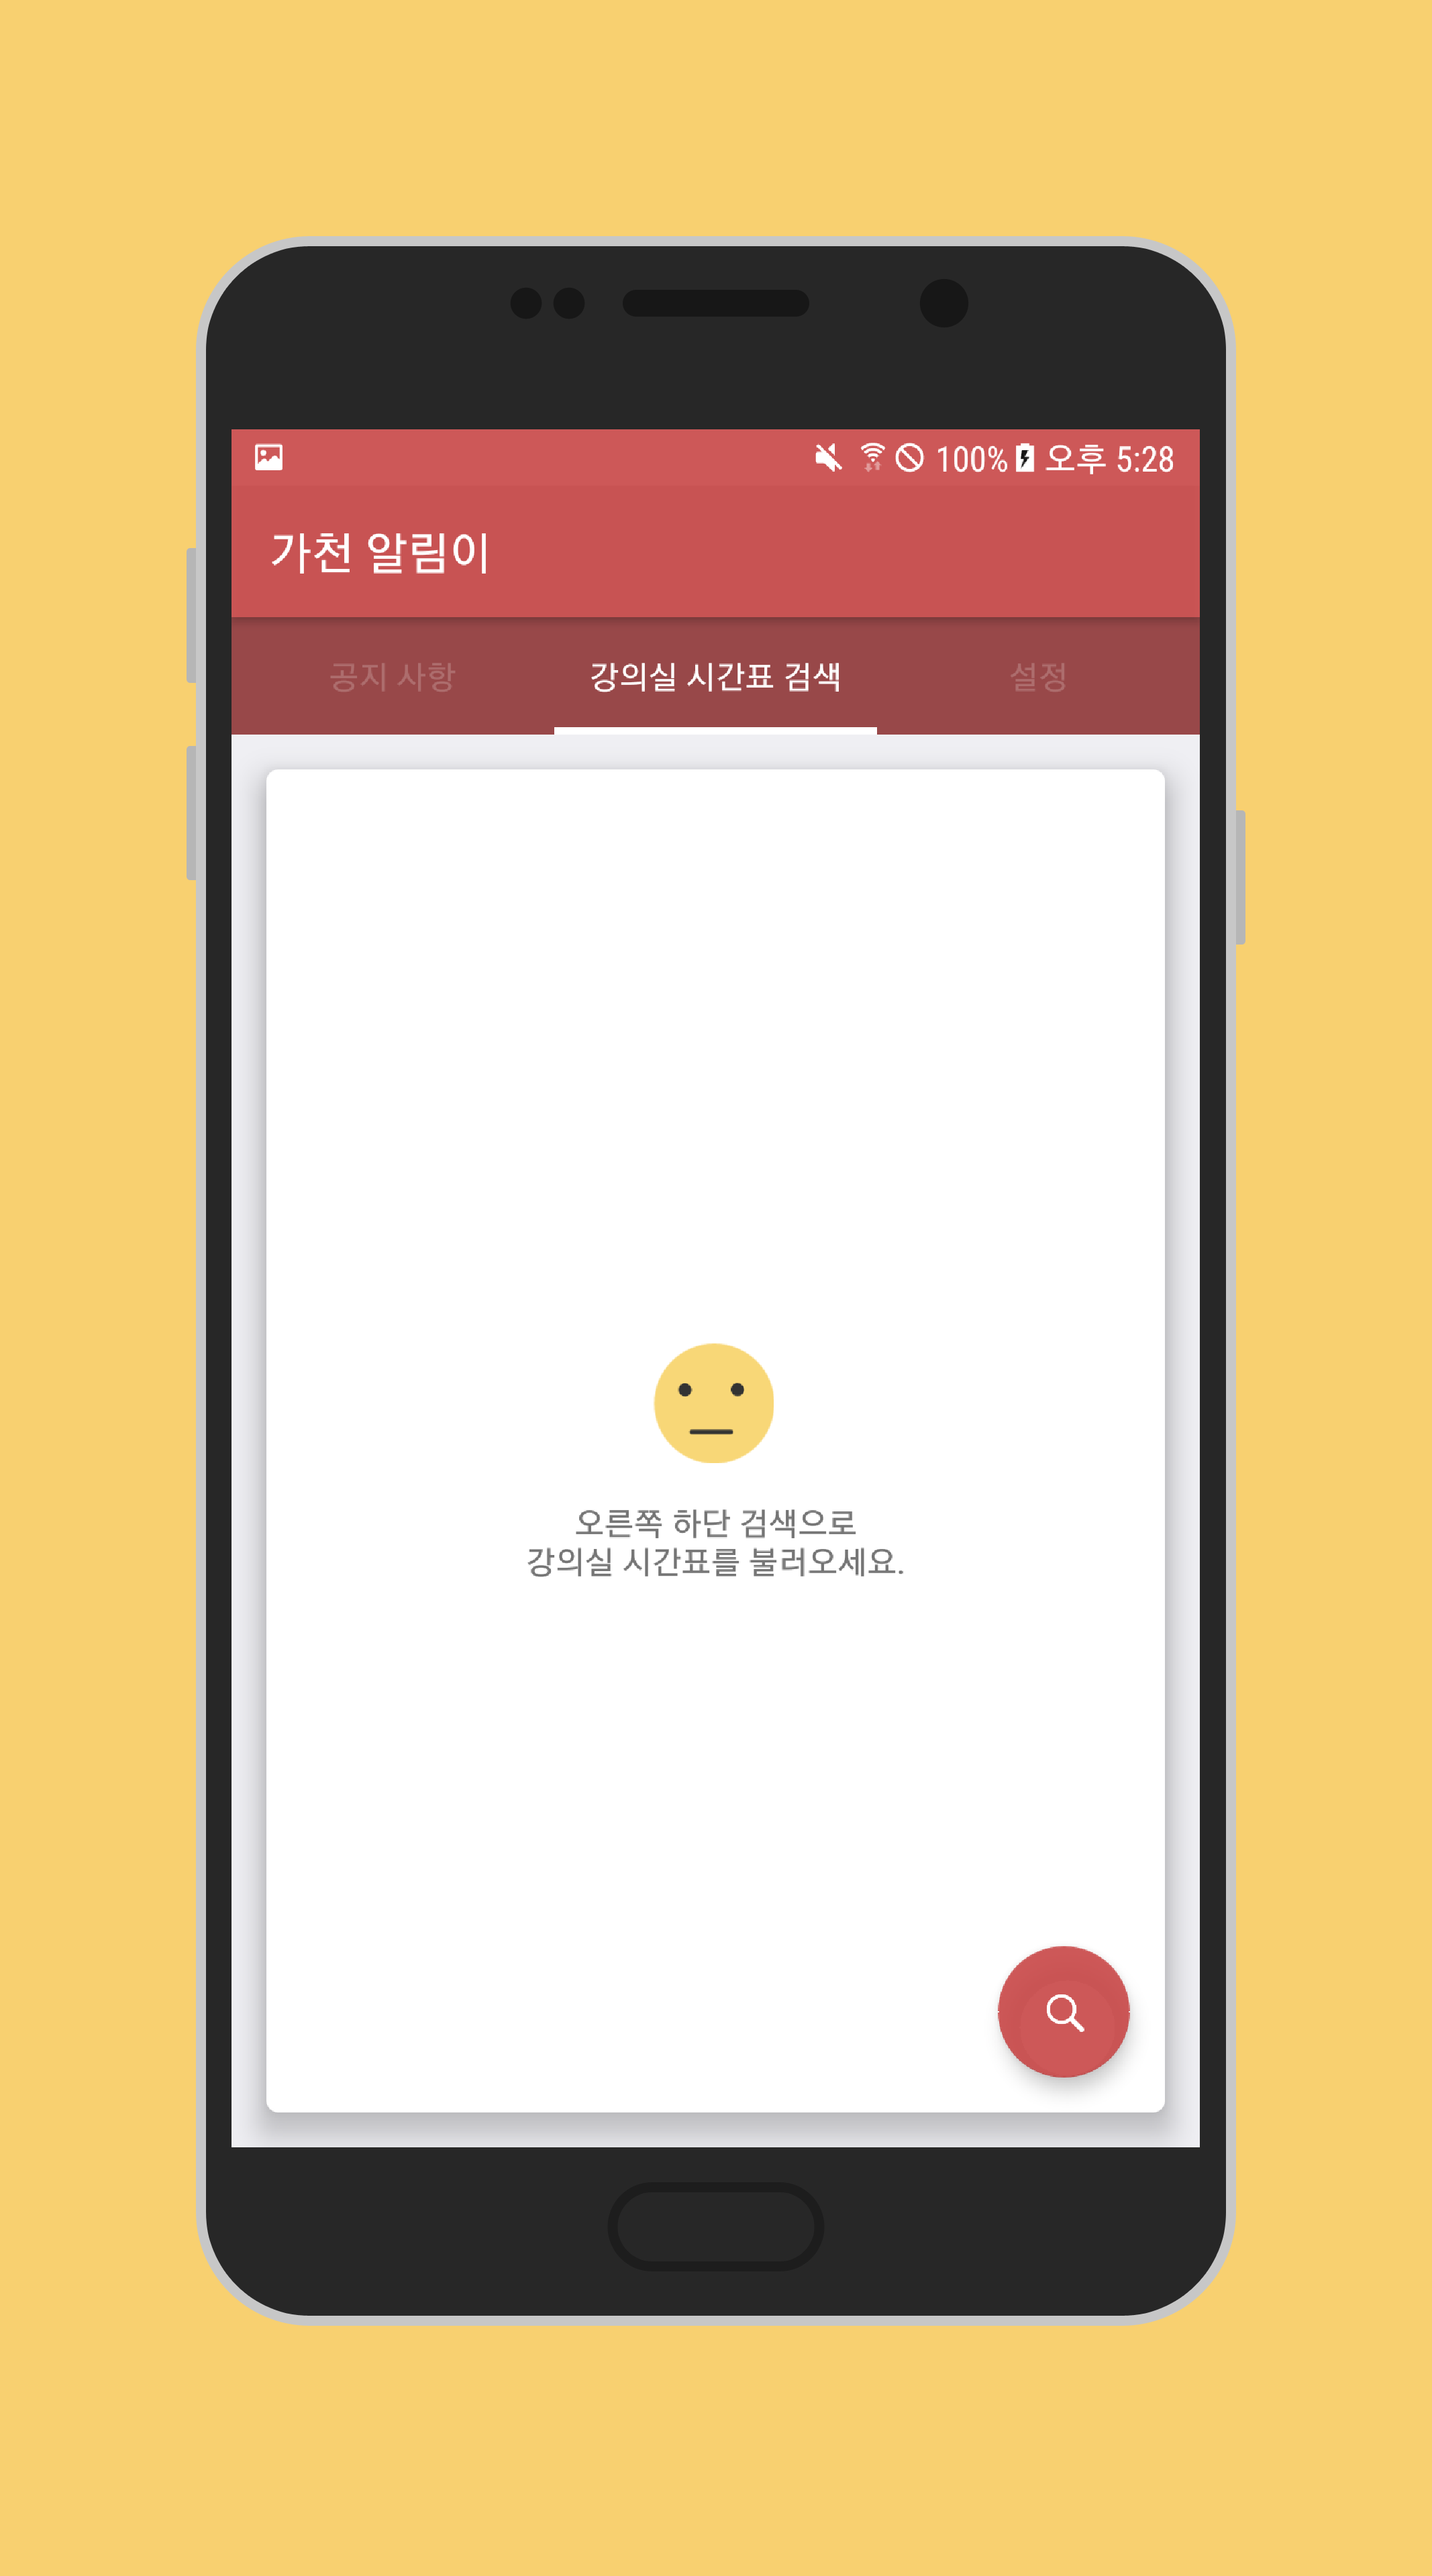 100% 오후 5:28
가천 알림이
공지 사항 강의실 시간표 검색 설정
오른쪽 하단 검색으로
강의실 시간표를 불러오세요.